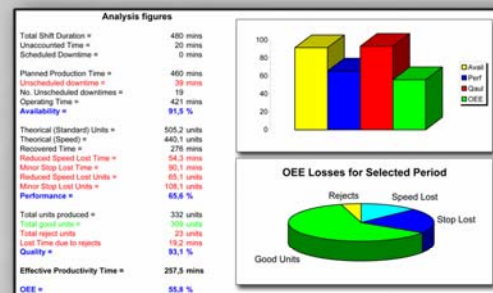 Analysis figures
Total Shift Duration = 480 mins
Unaccounted Time = 20 mins
Scheduled Downtime = 0 mins
Planned Production Time = 460 mins
Unscheduled downtime = 39 mins
No. Unscheduled downtimes = 19
Operating Time = 421 mins
Availability = 91,5 %
Theorical (Standard) Units = 505,2 units
Theorical (Speed) = 440,1 units
Recovered Time = 276 mins
Reduced Speed Lost Time = 54,3 mins
Minor Stop Lost Time = 90,1 mins
Reduced Speed Lost Units = 65,1 units
Minor Stop Lost Units = 108,1 units
Performance = 65,6 %
Total units produced = 332 units
Total good units = 309 units
Total reject units 23 units
Lost Time due to rejects 19,2 mins
Quality = 93,1 %
Effective Productivity Time = 257,5 mins
OEE = 55,8 %
100
80
60
40
20
0
Avail
Perf
Qaul
OEE
OEE Losses for Selected Period
Rejects
Speed Lost
Stop Lost
Good Units